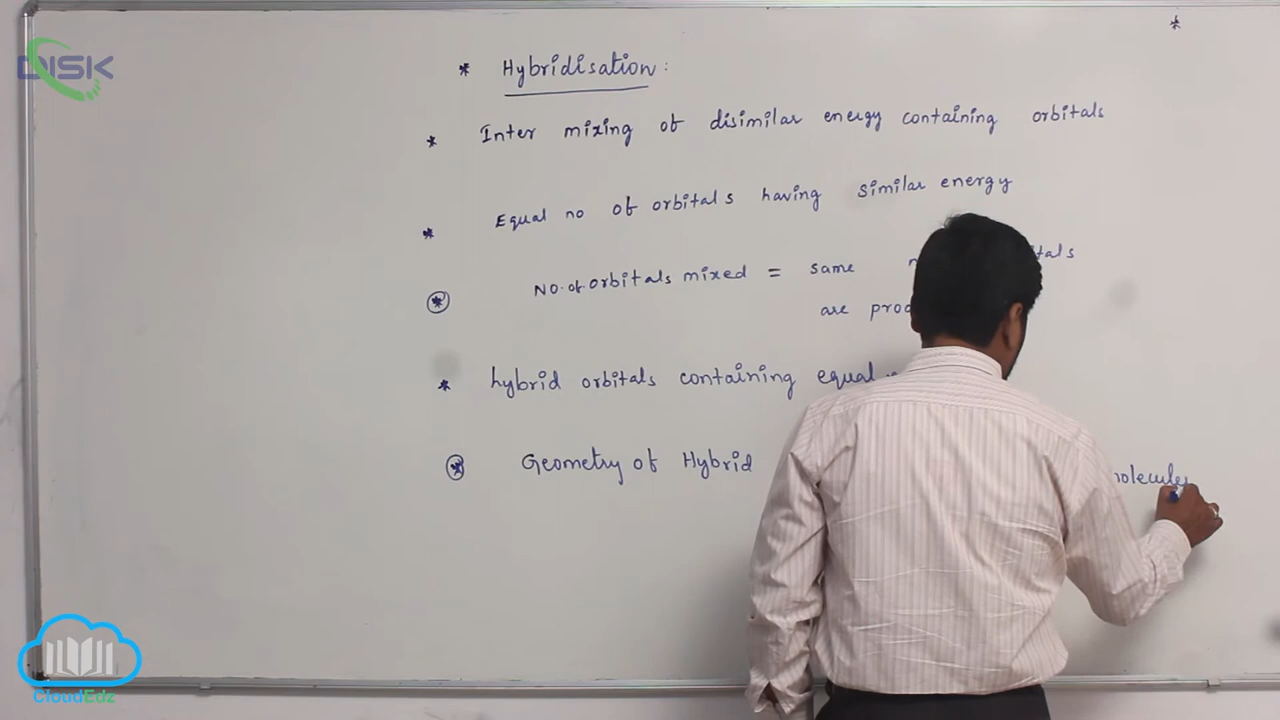 DISK
*
* Hybridisation:
* Inter mixing of disimilar energy containing orbitals
* Equal no of orbitals having similar energy
* No. of orbitals mixed = same
are
* hybrid orbitals containing equal
* Geometry of Hybrid
CloudEdz